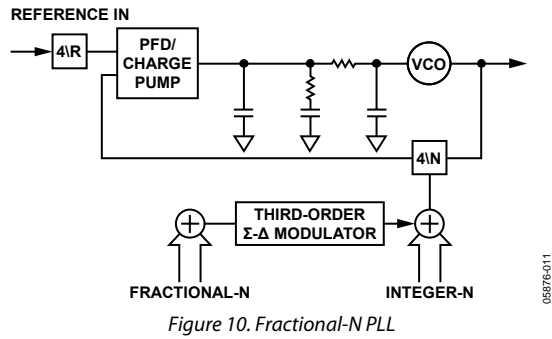 REFERENCE IN
4\R
PFD/
CHARGE
PUMP
VCO
4\N
THIRD-ORDER
Σ-Δ MODULATOR
FRACTIONAL-N
INTEGER-N
05876-011
Figure 10. Fractional-N PLL